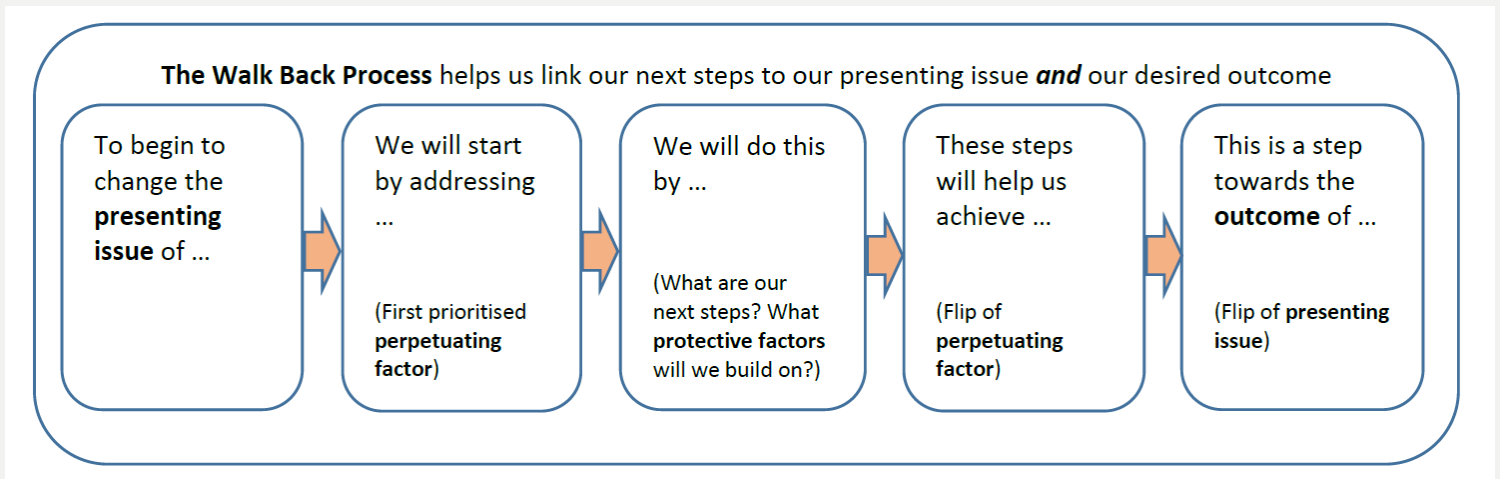 The Walk Back Process helps us link our next steps to our presenting issue and our desired outcome
To begin to
change the
presenting
issue of ...
We will start
by addressing
...
(First prioritised
perpetuating
factor)
We will do this
by ...
(What are our
next steps? What
protective factors
will we build on?)
These steps
will help us
achieve ...
(Flip of
perpetuating
factor)
This is a step
towards the
outcome of ...
(Flip of presenting
issue)